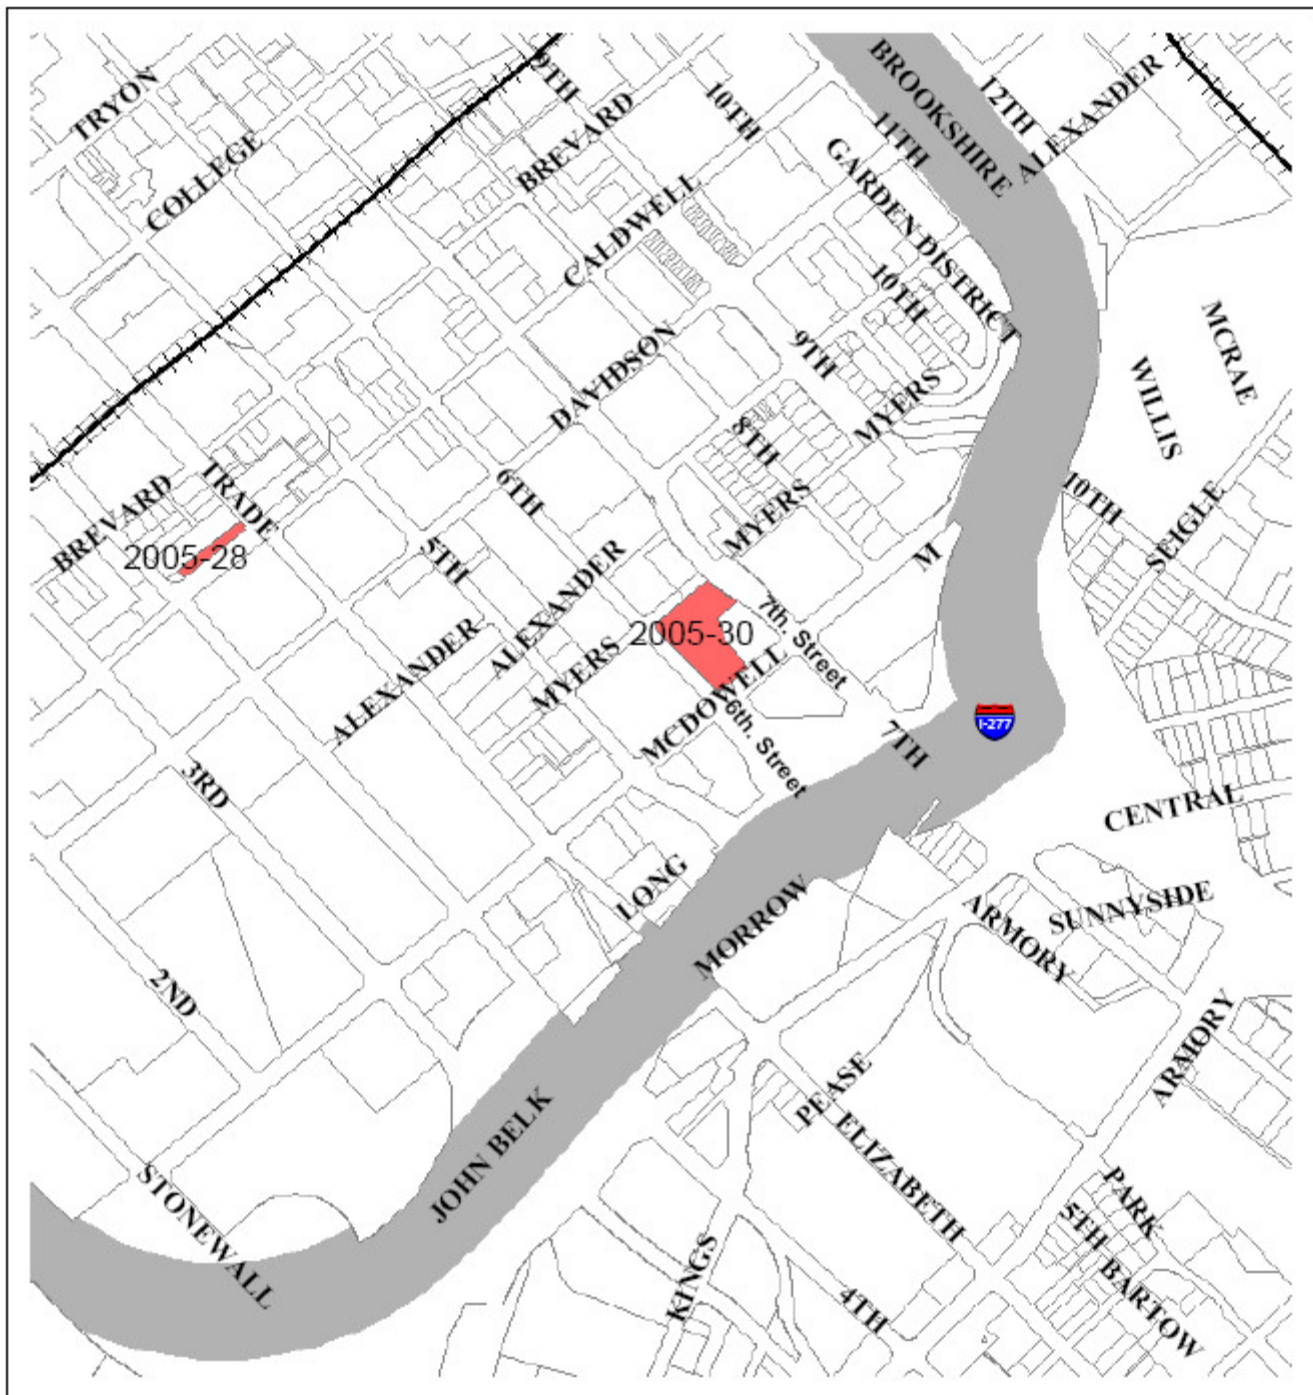 TRYON
COLLEGE
9TH
BREVARD
10TH
CALDWELL
BROOKSHIRE
11TH
12TH
ALEXANDER
GARDEN DISTRICT
10TH
MCRAE
WILLIS
DAVIDSON
9TH
MYERS
8TH
BREVARD
TRADE
2005-28
6TH
5TH
MYERS
10TH
SEIGLE
M
ALEXANDER
ALEXANDER
MYERS
2005-30
7th. Street
MCDOWELL
6th. Street
7TH
I-277
3RD
CENTRAL
LONG
MORROW
ARMORY
SUNNYSIDE
2ND
ARMORY
PEASE
JOHN BELK
ELIZABETH
STONEWALL
PARK
5TH
BARTOW
KINGS
4TH